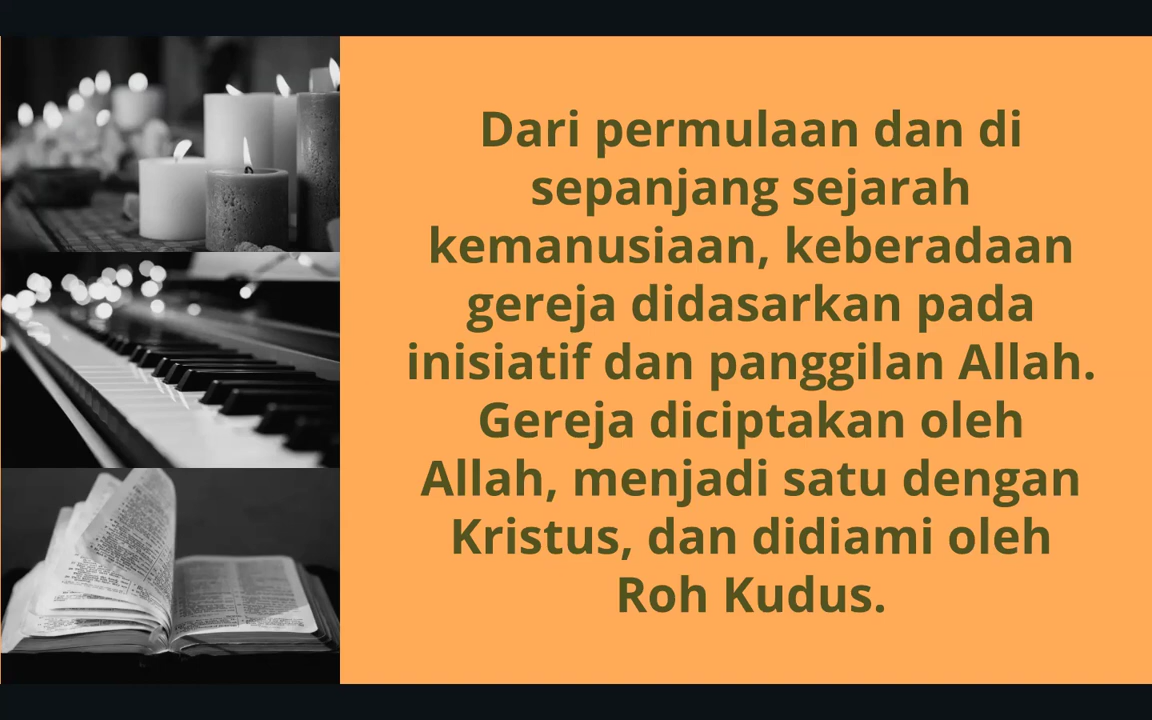 Dari permulaan dan di
sepanjang sejarah
kemanusiaan, keberadaan
gereja didasarkan pada
inisiatif dan panggilan Allah.
Gereja diciptakan oleh
Allah, menjadi satu dengan
Kristus, dan didiami oleh
Roh Kudus.